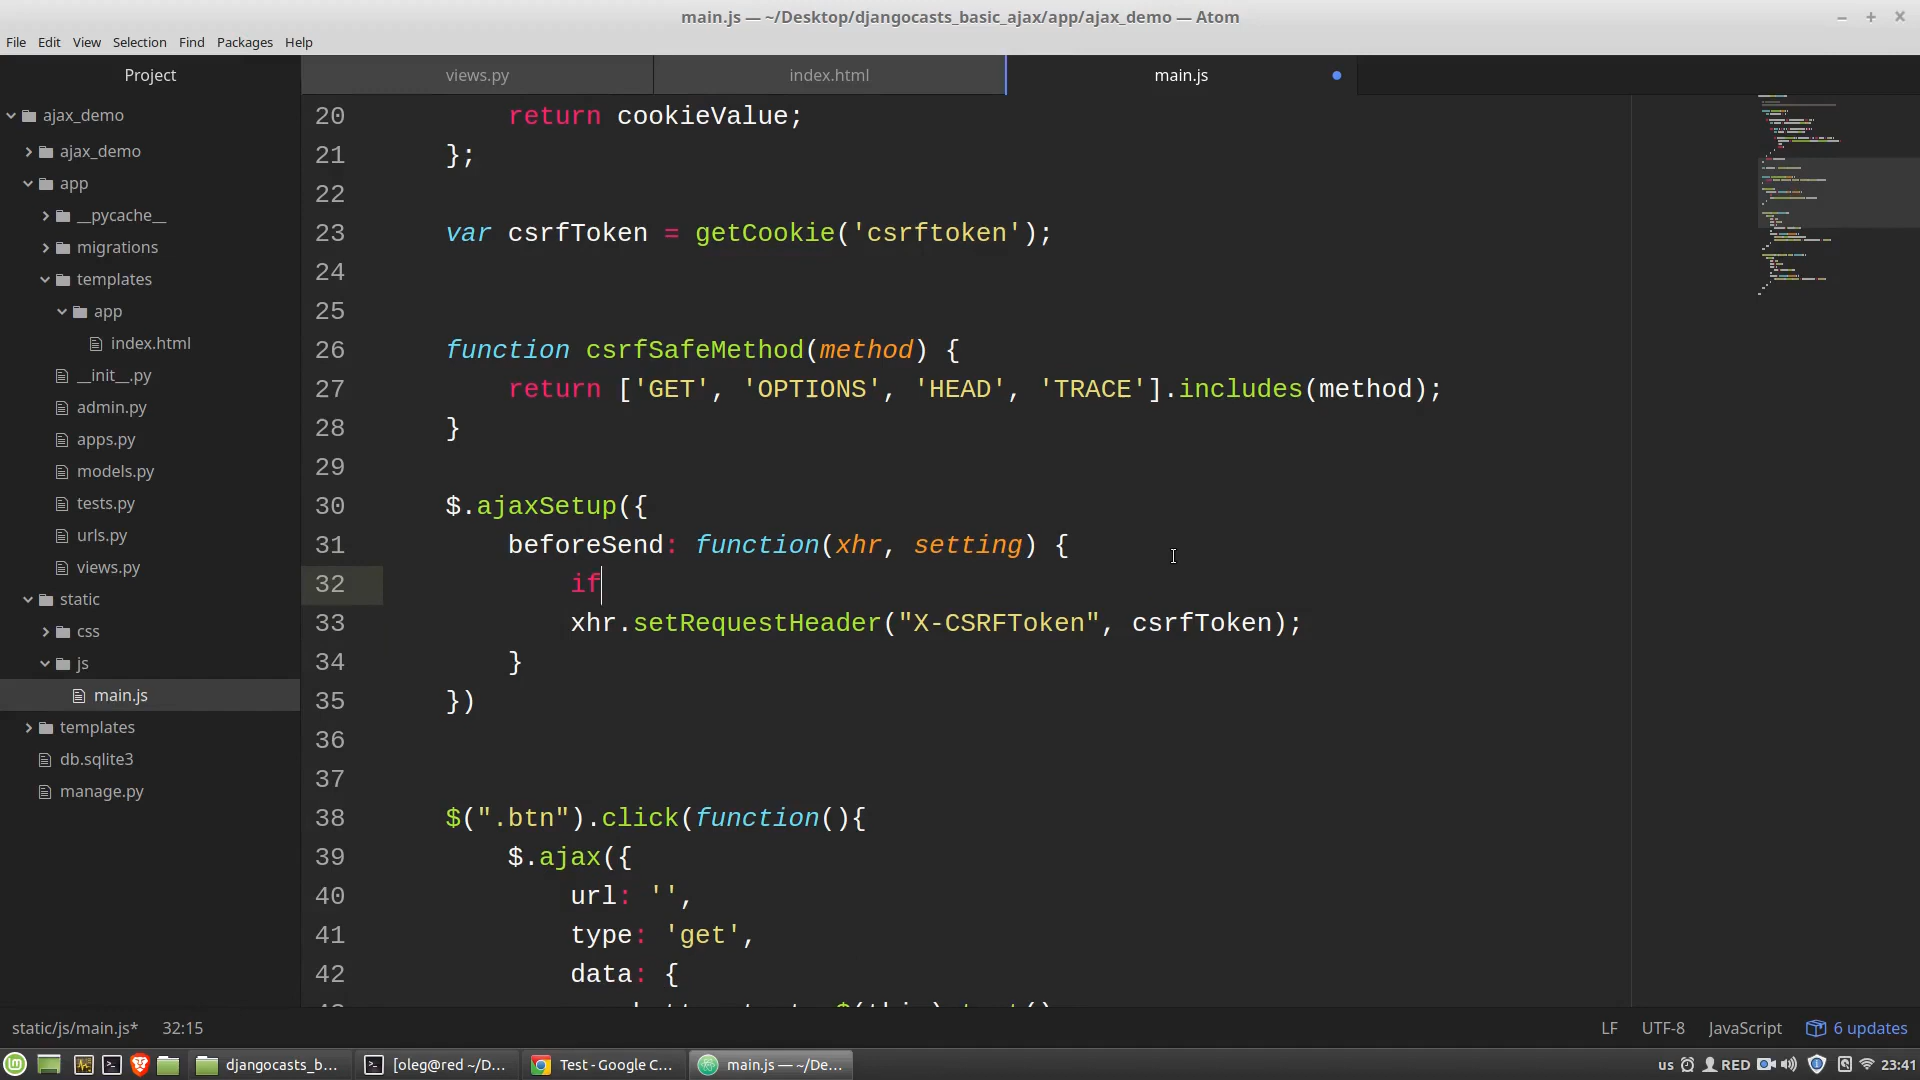 main.js — ~/Desktop/djangocasts_basic_ajax/app/ajax_demo — Atom
File Edit View Selection Find Packages Help
Project
views.py index.html main.js
ajax_demo
ajax_demo
app
__pycache__
migrations
templates
app
index.html
__init__.py
admin.py
apps.py
models.py
tests.py
urls.py
views.py
static
css
js
main.js
templates
db.sqlite3
manage.py
20 return cookieValue;
21 };
22
23 var csrfToken = getCookie('csrftoken');
24
25
26 function csrfSafeMethod(method) {
27 return ['GET', 'OPTIONS', 'HEAD', 'TRACE'].includes(method);
28 }
29
30 $.ajaxSetup({
31 beforeSend: function(xhr, setting) {
32 if
33 xhr.setRequestHeader("X-CSRFToken", csrfToken);
34 }
35 })
36
37
38 $(".btn").click(function(){
39 $.ajax({
40 url: '',
41 type: 'get',
42 data: {
static/js/main.js* 32:15 LF UTF-8 JavaScript 6 updates
djangocasts_b... [oleg@red ~/D... Test - Google C... main.js — ~/De... us RED 23:41